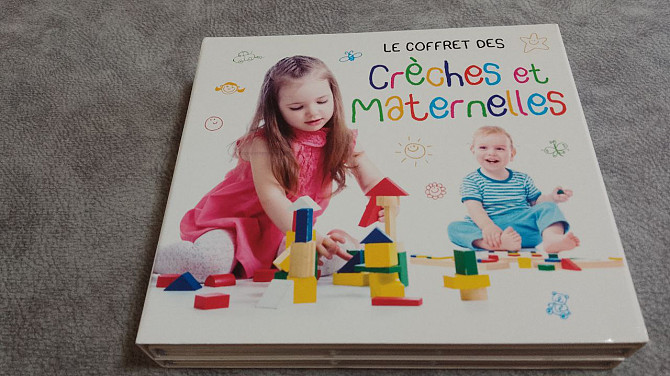 LE COFFRET DES
Crèches et
maternelles